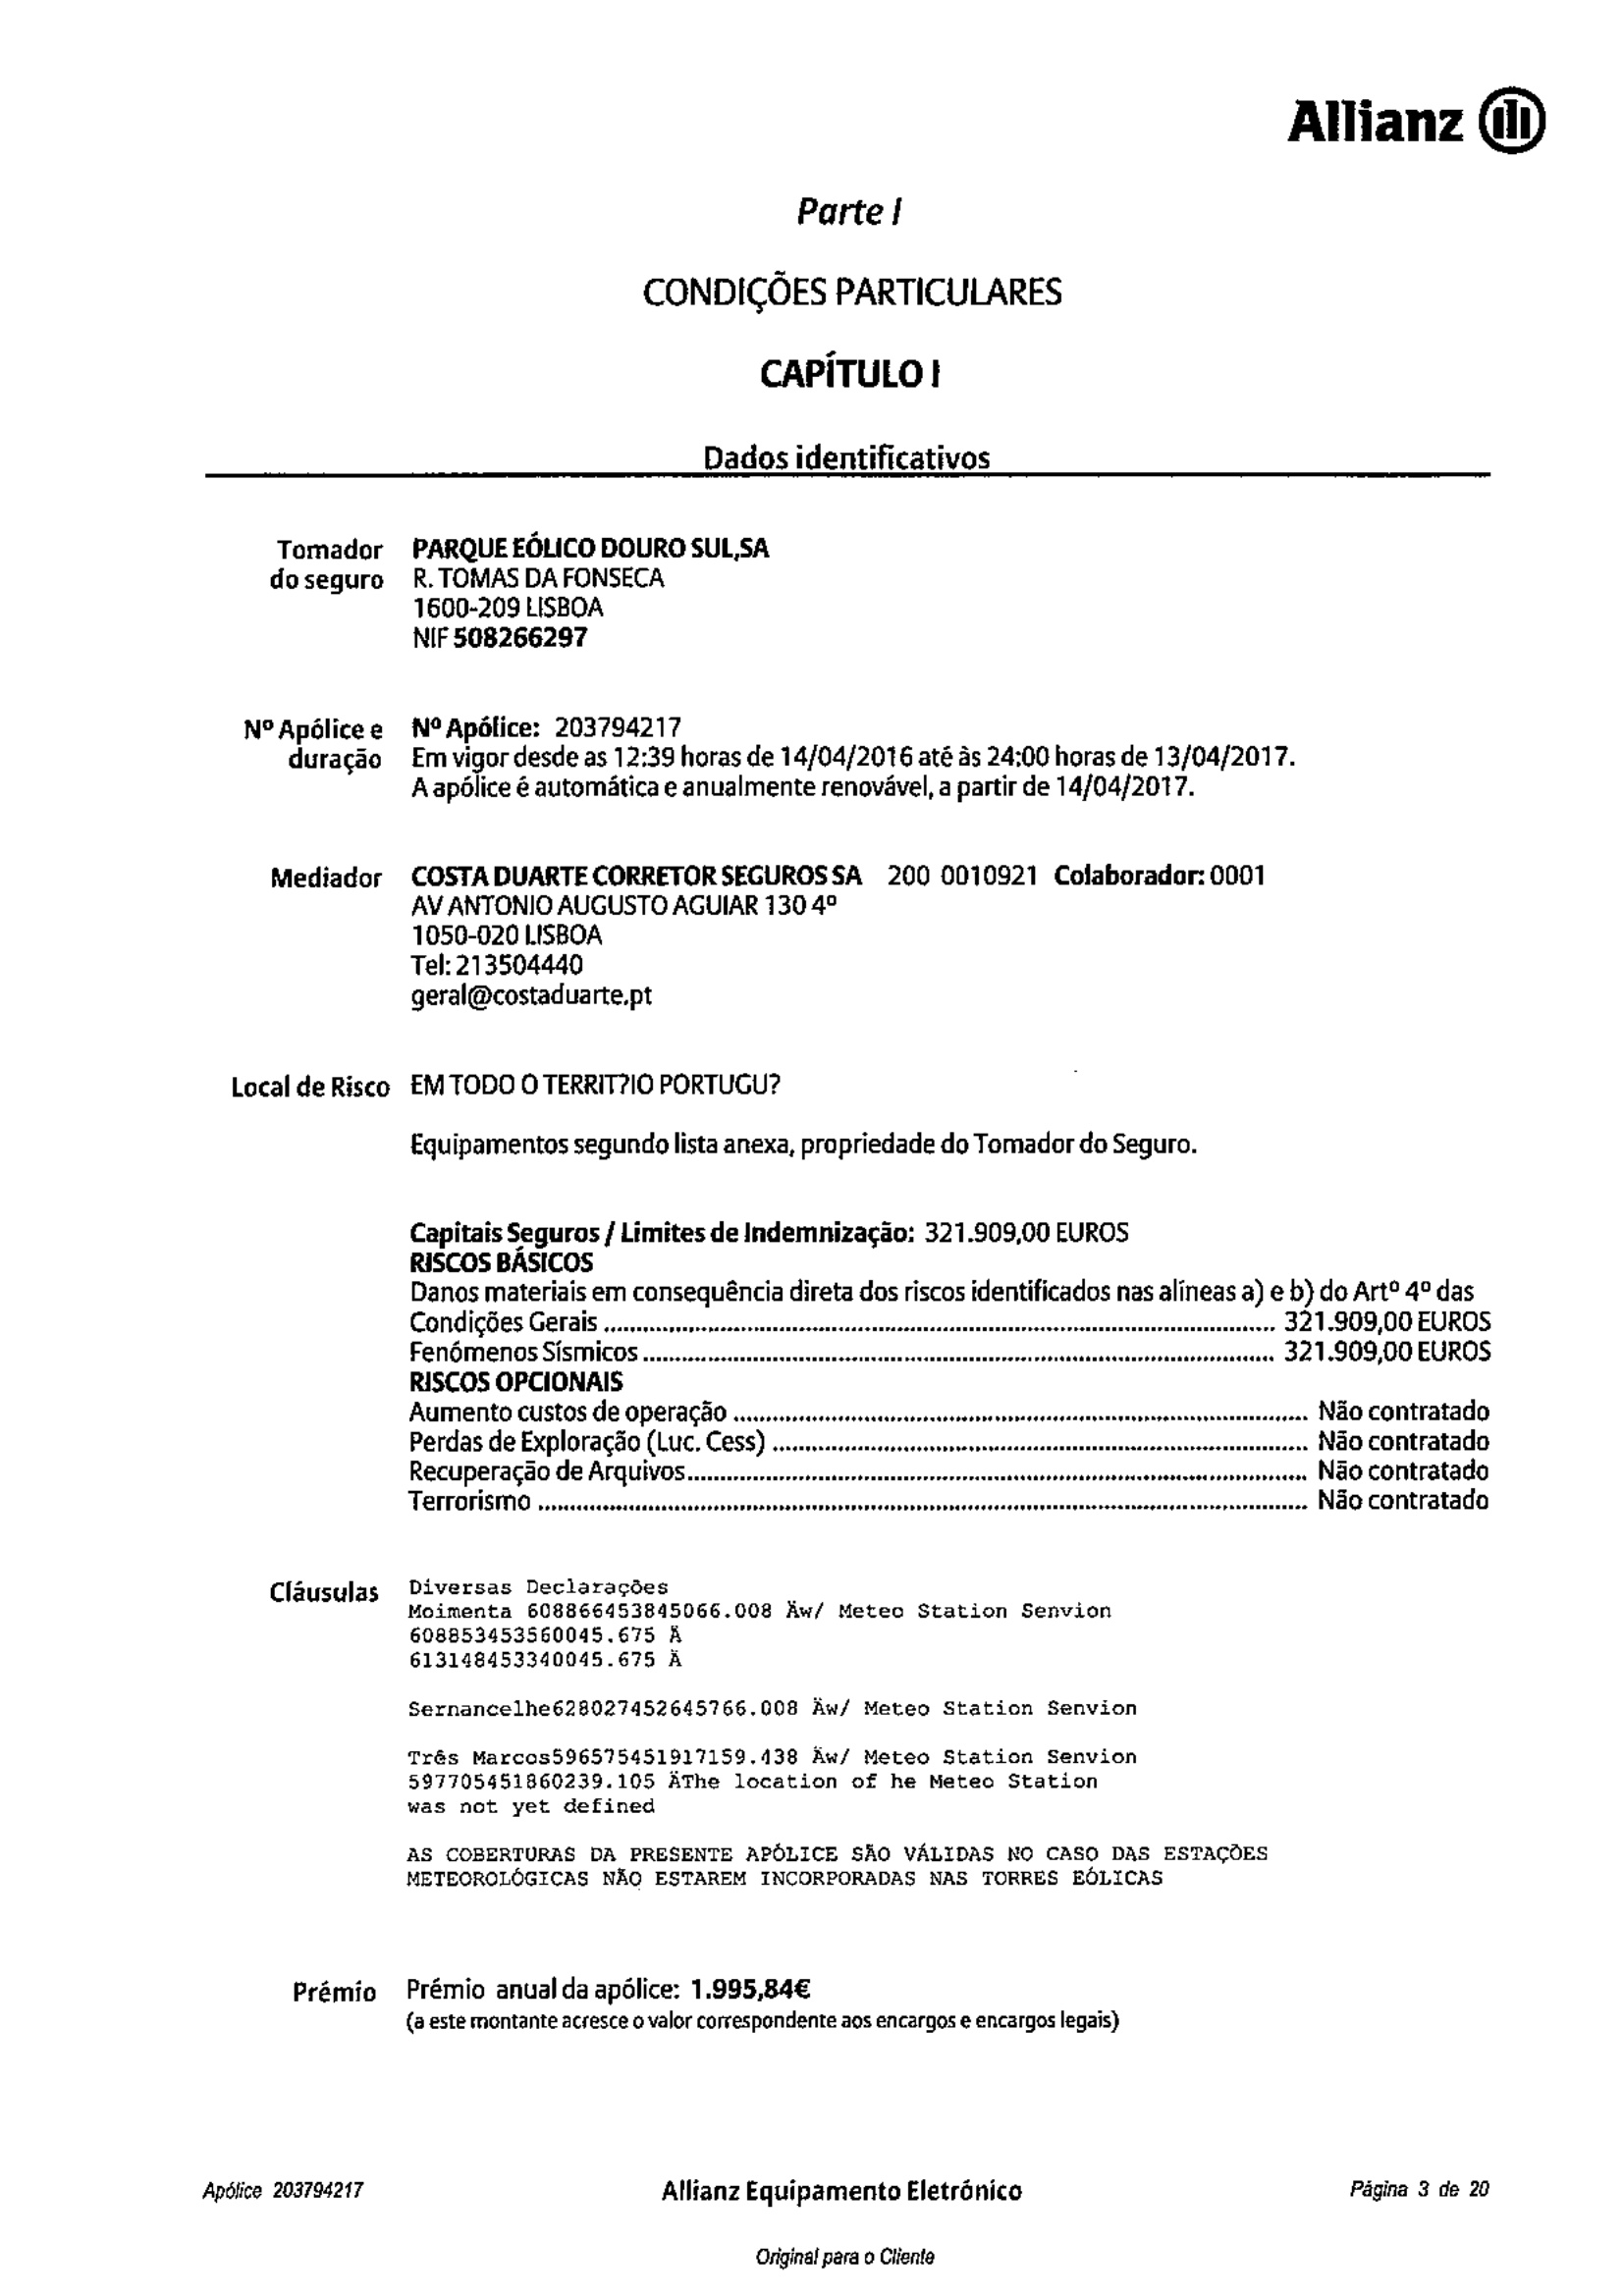 Allianz
Parte I
CONDIÇÕES PARTICULARES
CAPÍTULO I
Dados identificativos
Tomador do seguro
PARQUE EÓLICO DOURO SUL,SA
R. TOMAS DA FONSECA
1600-209 LISBOA
NIF 508266297
Nº Apólice e duração
Nº Apólice: 203794217
Em vigor desde as 12:39 horas de 14/04/2016 até às 24:00 horas de 13/04/2017.
A apólice é automática e anualmente renovável, a partir de 14/04/2017.
Mediador
COSTA DUARTE CORRETOR SEGUROS SA 200 0010921 Colaborador: 0001
AV ANTONIO AUGUSTO AGUIAR 130 4º
1050-020 LISBOA
Tel: 213504440
geral@costaduarte.pt
Local de Risco
EM TODO O TERRIT?IO PORTUGU?
Equipamentos segundo lista anexa, propriedade do Tomador do Seguro.
Capitais Seguros / Limites de Indemnização: 321.909,00 EUROS
RISCOS BÁSICOS
Danos materiais em consequência direta dos riscos identificados nas alíneas a) e b) do Artº 4º das
Condições Gerais ........ 321.909,00 EUROS
Fenómenos Sísmicos ........ 321.909,00 EUROS
RISCOS OPCIONAIS
Aumento custos de operação ........ Não contratado
Perdas de Exploração (Luc. Cess) ........ Não contratado
Recuperação de Arquivos ........ Não contratado
Terrorismo ........ Não contratado
Cláusulas
Diversas Declarações
Moimenta 608866453845066.008 Äw/ Meteo Station Senvion
608853453560045.675 Ä
613148453340045.675 Ä
Sernancelhe628027452645766.008 Äw/ Meteo Station Senvion
Três Marcos596575451917159.438 Äw/ Meteo Station Senvion
597705451860239.105 ÄThe location of he Meteo Station
was not yet defined
AS COBERTURAS DA PRESENTE APÓLICE SÃO VÁLIDAS NO CASO DAS ESTAÇÕES
METEOROLÓGICAS NÃO ESTAREM INCORPORADAS NAS TORRES EÓLICAS
Prémio
Prémio anual da apólice: 1.995,84€
(a este montante acresce o valor correspondente aos encargos e encargos legais)
Apólice 203794217
Allianz Equipamento Eletrónico
Página 3 de 20
Original para o Cliente